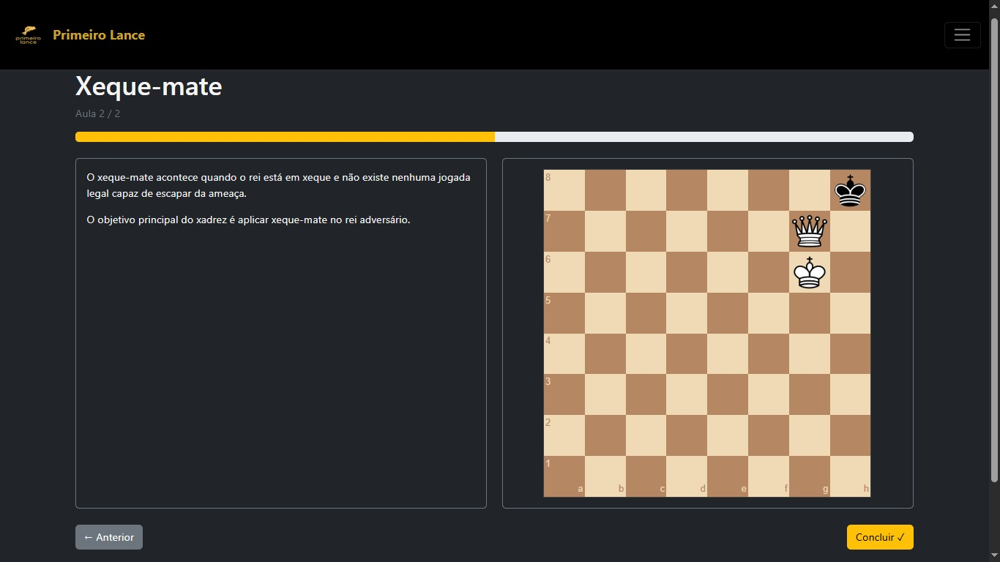 primeiro
lance
Primeiro Lance
Xeque-mate
Aula 2 / 2
O xeque-mate acontece quando o rei está em xeque e não existe nenhuma jogada
legal capaz de escapar da ameaça.
O objetivo principal do xadrez é aplicar xeque-mate no rei adversário.
8
7
6
5
4
3
2
1
a b c d e f g h
← Anterior
Concluir ✓